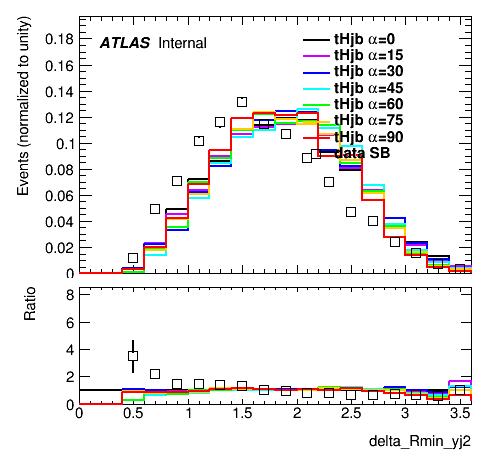 ATLAS Internal
Events (normalized to unity)
0.18
0.16
0.14
0.12
0.1
0.08
0.06
0.04
0.02
0
tHjb α=0
tHjb α=15
tHjb α=30
tHjb α=45
tHjb α=60
tHjb α=75
tHjb α=90
data SB
Ratio
8
6
4
2
0
0 0.5 1 1.5 2 2.5 3 3.5
delta_Rmin_yj2